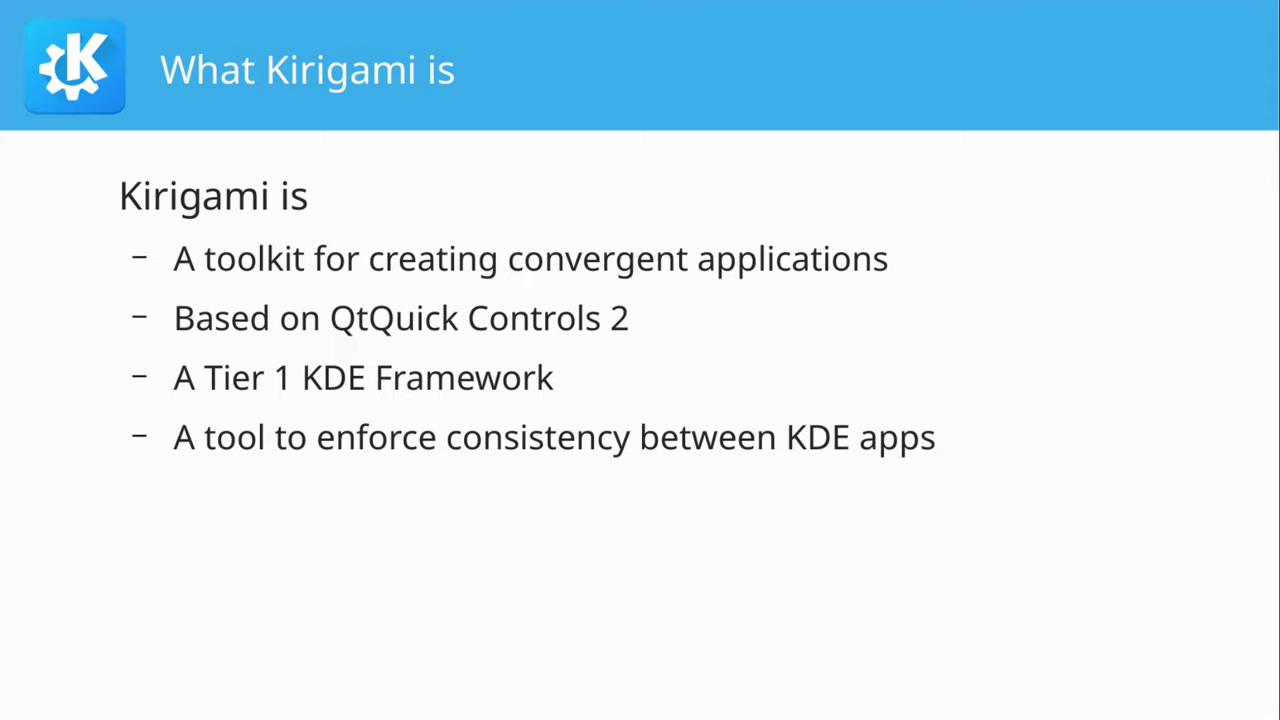 What Kirigami is
Kirigami is
– A toolkit for creating convergent applications
– Based on QtQuick Controls 2
– A Tier 1 KDE Framework
– A tool to enforce consistency between KDE apps